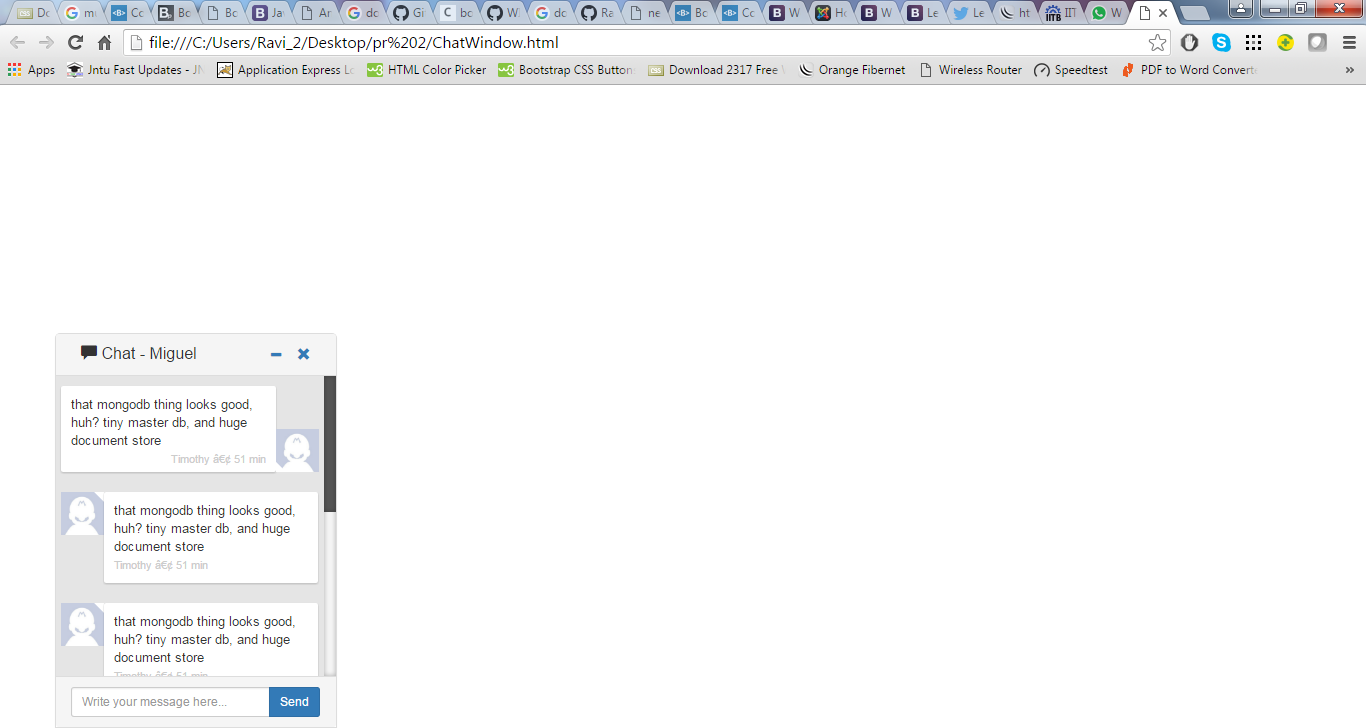 Dc
m
Cc
Bc
Bc
Ja
Ar
dc
Gi
bc
W
dc
Ra
ne
Bc
Cc
W
Hc
W
Le
Le
ht
IIT
W
file:///C:/Users/Ravi_2/Desktop/pr%202/ChatWindow.html
Apps Jntu Fast Updates - JN Application Express Lo HTML Color Picker Bootstrap CSS Button Download 2317 Free Orange Fibernet Wireless Router Speedtest PDF to Word Convert »
Chat - Miguel
that mongodb thing looks good,
huh? tiny master db, and huge
document store
Timothy â€¢ 51 min
that mongodb thing looks good,
huh? tiny master db, and huge
document store
Timothy â€¢ 51 min
that mongodb thing looks good,
huh? tiny master db, and huge
document store
Timothy â€¢ 51 min
Write your message here... Send